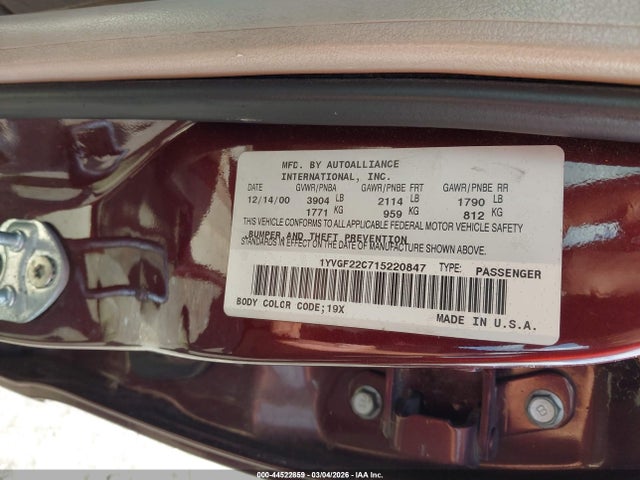 MFD. BY AUTOALLIANCE
INTERNATIONAL, INC.
DATE GVWR/PNBA GAWR/PNBE FRT GAWR/PNBE RR
12/14/00 3904 LB 2114 LB 1790 LB
1771 KG 959 KG 812 KG
THIS VEHICLE CONFORMS TO ALL APPLICABLE FEDERAL MOTOR VEHICLE SAFETY
BUMPER,AND THEFT PREVENTION
STANDARDS IN EFFECT ON THE DATE OF MANUFACTURE SHOWN ABOVE.
1YVGF22C715220847 TYPE: PASSENGER
BODY COLOR CODE;19X
MADE IN U.S.A.
8
000-44522859 - 03/04/2026 - IAA Inc.